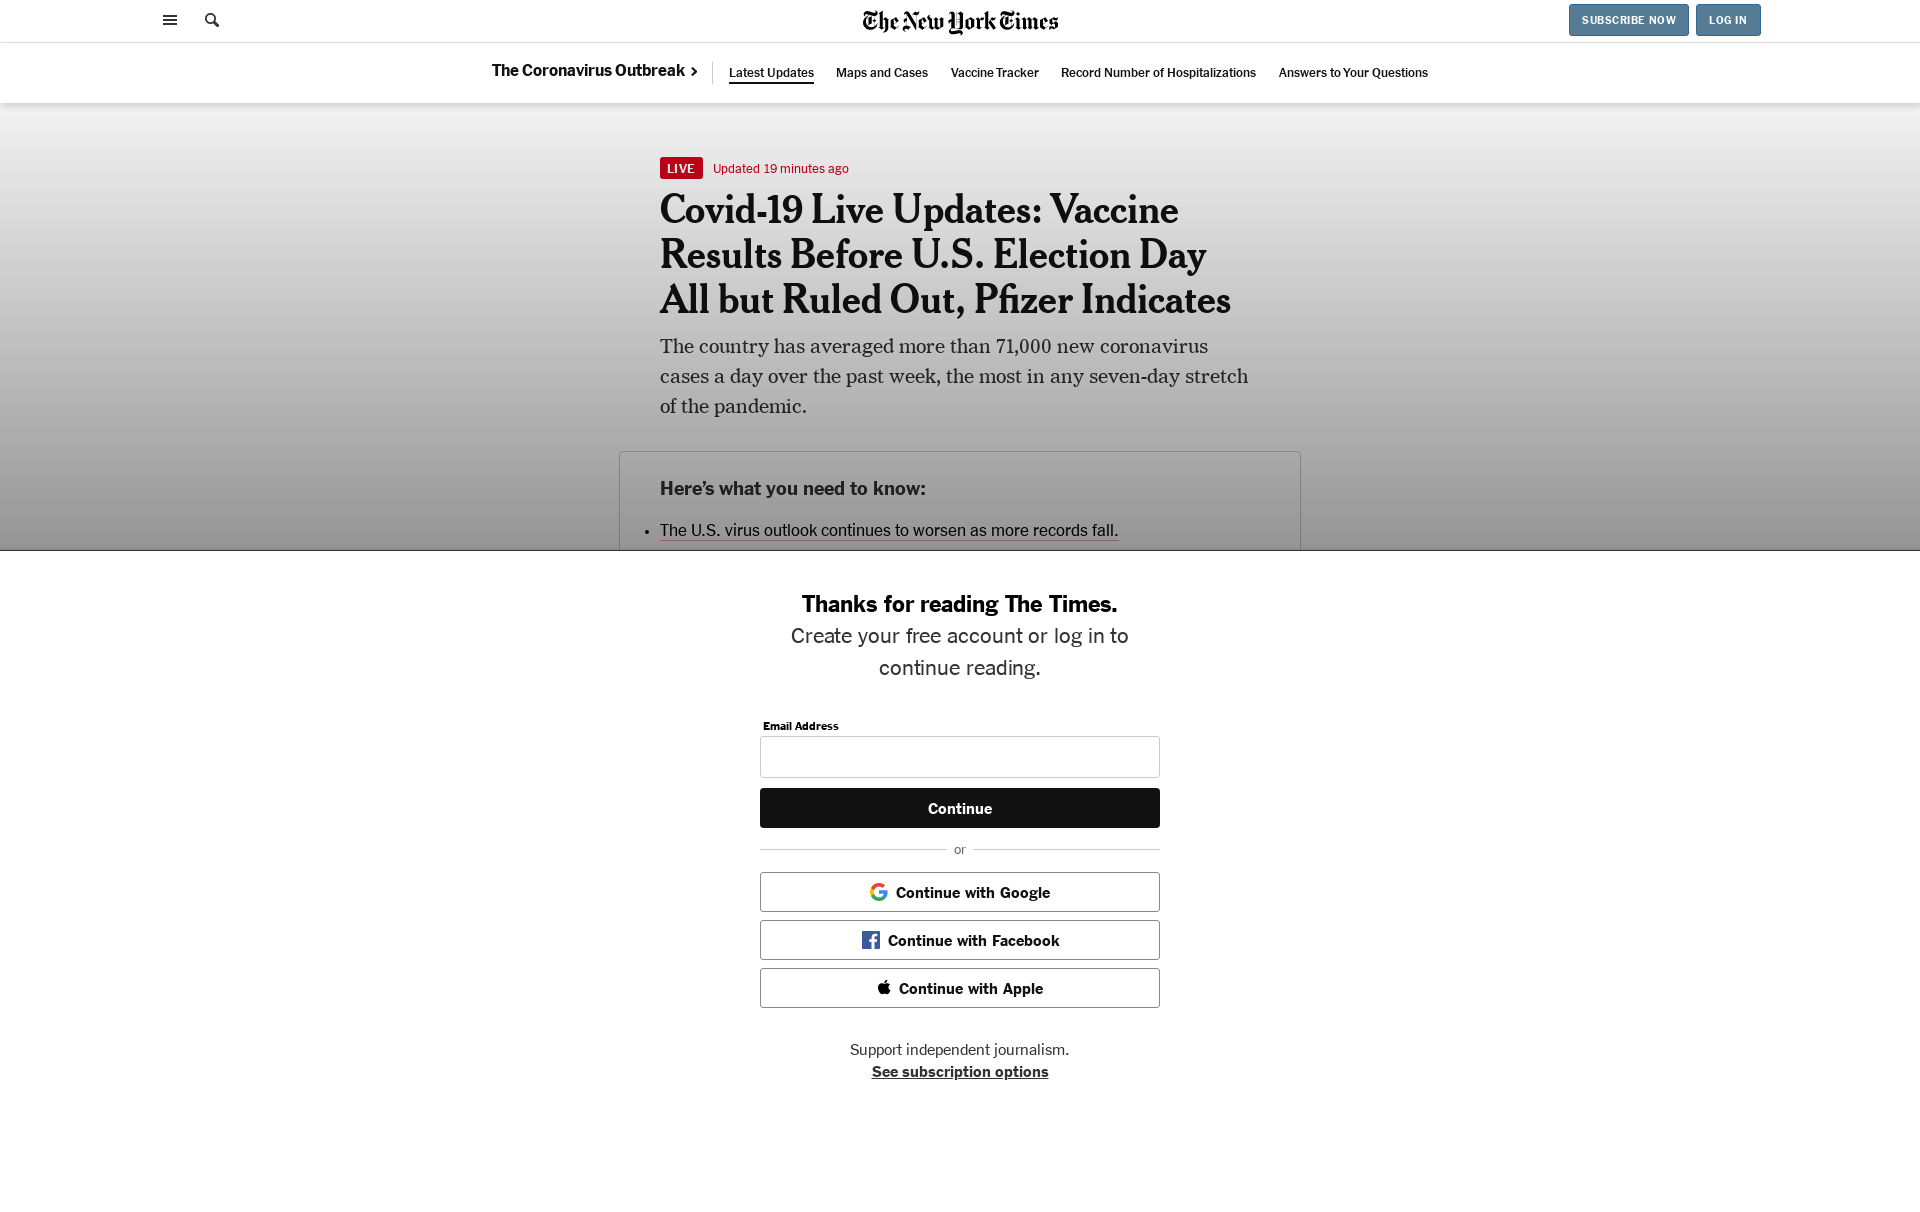 The New York Times
SUBSCRIBE NOW
LOG IN
The Coronavirus Outbreak
Latest Updates
Maps and Cases
Vaccine Tracker
Record Number of Hospitalizations
Answers to Your Questions
LIVE Updated 19 minutes ago
Covid-19 Live Updates: Vaccine
Results Before U.S. Election Day
All but Ruled Out, Pfizer Indicates
The country has averaged more than 71,000 new coronavirus
cases a day over the past week, the most in any seven-day stretch
of the pandemic.
Here’s what you need to know:
• The U.S. virus outlook continues to worsen as more records fall.
Thanks for reading The Times.
Create your free account or log in to
continue reading.
Email Address
Continue
or
Continue with Google
Continue with Facebook
Continue with Apple
Support independent journalism.
See subscription options